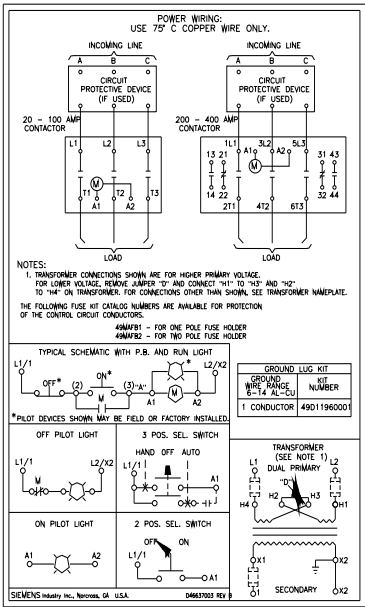 POWER WIRING:
USE 75° C COPPER WIRE ONLY.
INCOMING LINE
INCOMING LINE
A B C
A B C
CIRCUIT
PROTECTIVE DEVICE
(IF USED)
CIRCUIT
PROTECTIVE DEVICE
(IF USED)
20 - 100 AMP
CONTACTOR
200 - 400 AMP
CONTACTOR
L1 L2 L3
1L1 3L2 5L3
A1 A2
M
13 21
31 43
14 22
32 44
M
T1 T2 T3
A1 A2
2T1 4T2 6T3
LOAD
LOAD
NOTES:
1. TRANSFORMER CONNECTIONS SHOWN ARE FOR HIGHER PRIMARY VOLTAGE.
FOR LOWER VOLTAGE, REMOVE JUMPER "D" AND CONNECT "H1" TO "H3" AND "H2"
TO "H4" ON TRANSFORMER. FOR CONNECTIONS OTHER THAN SHOWN, SEE TRANSFORMER NAMEPLATE.
THE FOLLOWING FUSE KIT CATALOG NUMBERS ARE AVAILABLE FOR PROTECTION
OF THE CONTROL CIRCUIT CONDUCTORS.
49MAFB1 - FOR ONE POLE FUSE HOLDER
49MAFB2 - FOR TWO POLE FUSE HOLDER
TYPICAL SCHEMATIC WITH P.B. AND RUN LIGHT
L1/1
L2/X2
*
ON*
OFF*
(2)
(3)"A"
A1
M
A2
*PILOT DEVICES SHOWN MAY BE FIELD OR FACTORY INSTALLED.
GROUND LUG KIT
GROUND
WIRE RANGE
6-14 AL-CU
KIT
NUMBER
1 CONDUCTOR
49D11960001
OFF PILOT LIGHT
L1/1
L2/X2
M
3 POS. SEL. SWITCH
HAND OFF AUTO
L1/1
A1
TRANSFORMER
(SEE NOTE 1)
L1 L2
DUAL PRIMARY
"D"
H2 H3
H4 H1
X1 X2
1 X2
SECONDARY
ON PILOT LIGHT
A1 A2
2 POS. SEL. SWITCH
OFF ON
L1/1
A1
SIEMENS Industry Inc., Norcross, GA U.S.A.
D46637003 REV B